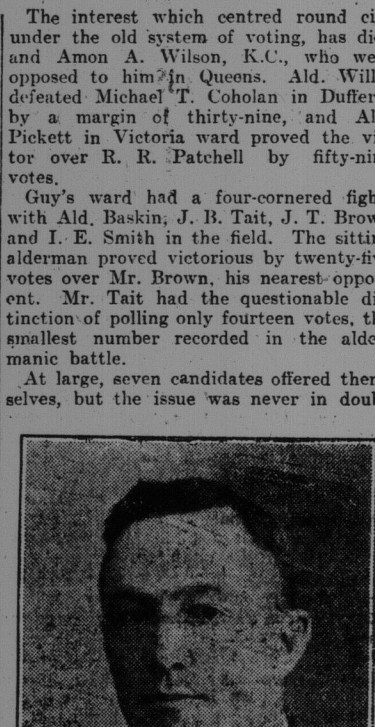 The interest which centred round ci
under the old system of voting, has di
and Amon A. Wilson, K.C., who we
opposed to him in Queens. Ald. Will
defeated Michael T. Coholan in Duffer
by a margin of thirty-nine, and Al
Pickett in Victoria ward proved the vi
tor over R. R. Patchell by fifty-nin
votes.
Guy's ward had a four-cornered figh
with Ald. Baskin, J. B. Tait, J. T. Brow
and I. E. Smith in the field. The sittin
alderman proved victorious by twenty-fiv
votes over Mr. Brown, his nearest oppo
ent. Mr. Tait had the questionable di
tinction of polling only fourteen votes, th
smallest number recorded in the alde
manic battle.
At large, seven candidates offered them
selves, but the issue was never in doub